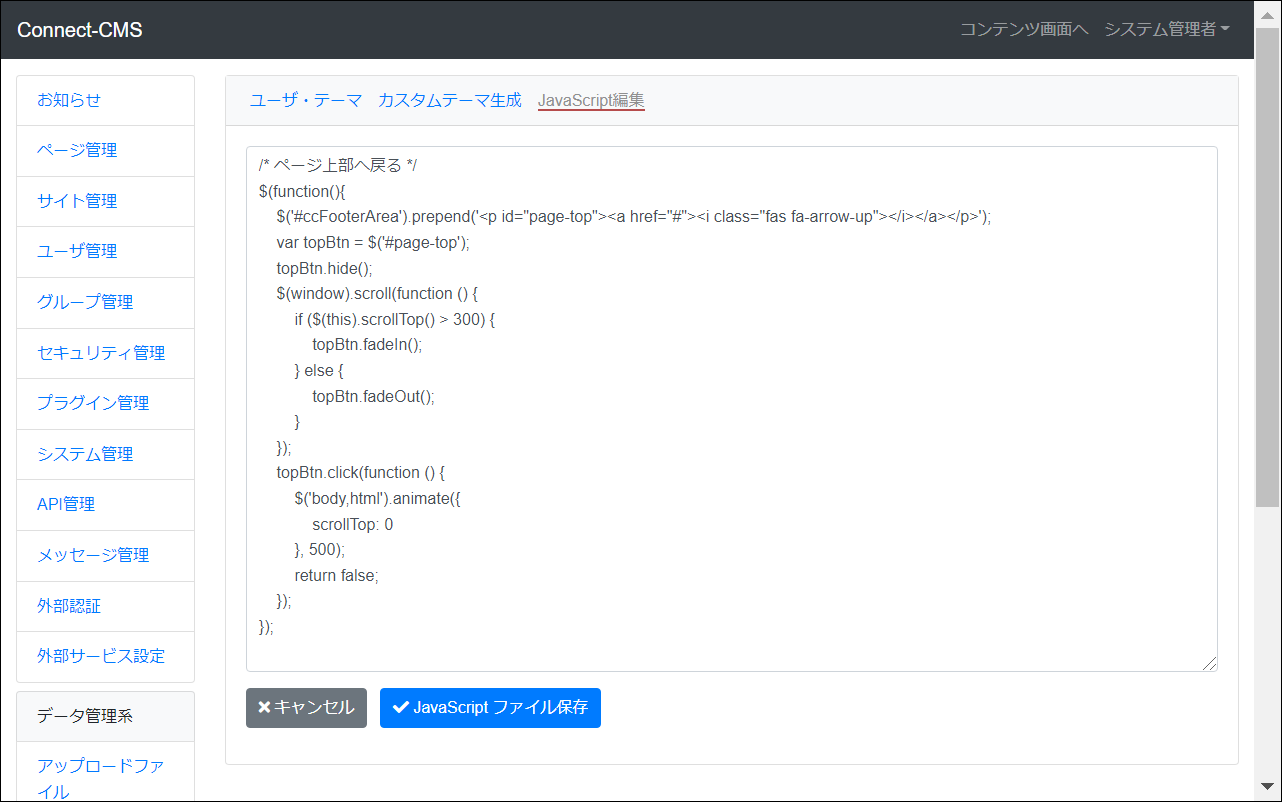 Connect-CMS
コンテンツ画面へ システム管理者
お知らせ
ページ管理
サイト管理
ユーザ管理
グループ管理
セキュリティ管理
プラグイン管理
システム管理
API管理
メッセージ管理
外部認証
外部サービス設定
データ管理系
アップロードファ
イル
ユーザ・テーマ カスタムテーマ生成 JavaScript編集
/* ページ上部へ戻る */
$(function(){
    $('#ccFooterArea').prepend('<p id="page-top"><a href="#"><i class="fas fa-arrow-up"></i></a></p>');
    var topBtn = $('#page-top');
    topBtn.hide();
    $(window).scroll(function () {
        if ($(this).scrollTop() > 300) {
            topBtn.fadeIn();
        } else {
            topBtn.fadeOut();
        }
    });
    topBtn.click(function () {
        $('body,html').animate({
            scrollTop: 0
        }, 500);
        return false;
    });
});
キャンセル JavaScript ファイル保存